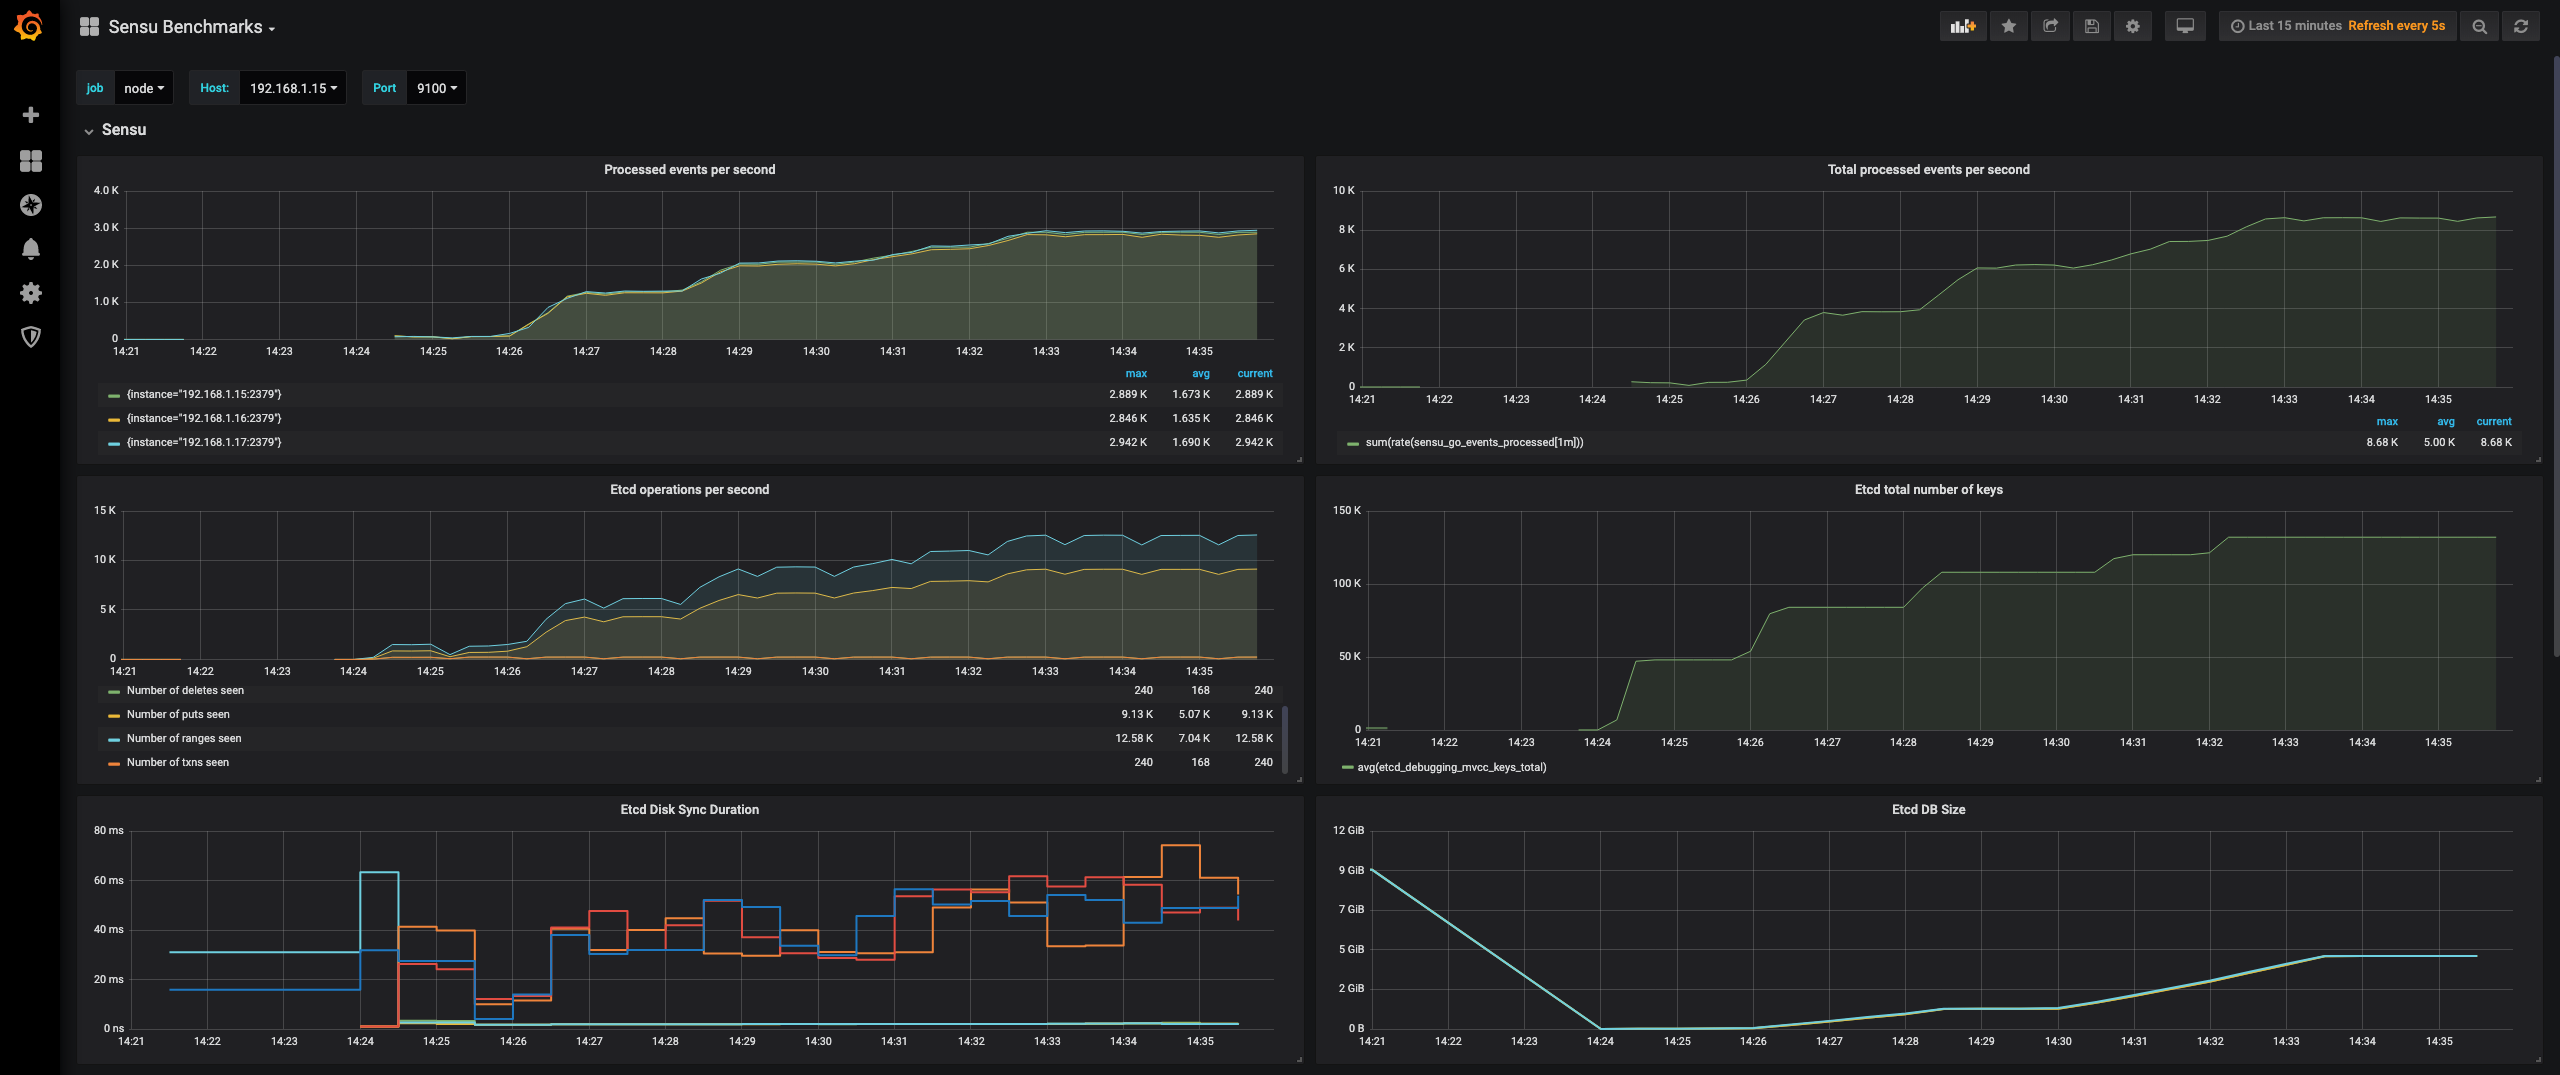 Sensu Benchmarks
Last 15 minutes Refresh every 5s
job node Host: 192.168.1.15 Port 9100
Sensu
Processed events per second
4.0 K
3.0 K
2.0 K
1.0 K
0
14:21 14:22 14:23 14:24 14:25 14:26 14:27 14:28 14:29 14:30 14:31 14:32 14:33 14:34 14:35
max avg current
{instance="192.168.1.15:2379"} 2.889 K 1.673 K 2.889 K
{instance="192.168.1.16:2379"} 2.846 K 1.635 K 2.846 K
{instance="192.168.1.17:2379"} 2.942 K 1.690 K 2.942 K
Total processed events per second
10 K
8 K
6 K
4 K
2 K
0
14:21 14:22 14:23 14:24 14:25 14:26 14:27 14:28 14:29 14:30 14:31 14:32 14:33 14:34 14:35
max avg current
sum(rate(sensu_go_events_processed[1m])) 8.68 K 5.00 K 8.68 K
Etcd operations per second
15 K
10 K
5 K
0
14:21 14:22 14:23 14:24 14:25 14:26 14:27 14:28 14:29 14:30 14:31 14:32 14:33 14:34 14:35
Number of deletes seen 240 168 240
Number of puts seen 9.13 K 5.07 K 9.13 K
Number of ranges seen 12.58 K 7.04 K 12.58 K
Number of txns seen 240 168 240
Etcd total number of keys
150 K
100 K
50 K
0
14:21 14:22 14:23 14:24 14:25 14:26 14:27 14:28 14:29 14:30 14:31 14:32 14:33 14:34 14:35
avg(etcd_debugging_mvcc_keys_total)
Etcd Disk Sync Duration
80 ms
60 ms
40 ms
20 ms
0 ns
14:21 14:22 14:23 14:24 14:25 14:26 14:27 14:28 14:29 14:30 14:31 14:32 14:33 14:34 14:35
Etcd DB Size
12 GiB
9 GiB
7 GiB
5 GiB
2 GiB
0 B
14:21 14:22 14:23 14:24 14:25 14:26 14:27 14:28 14:29 14:30 14:31 14:32 14:33 14:34 14:35